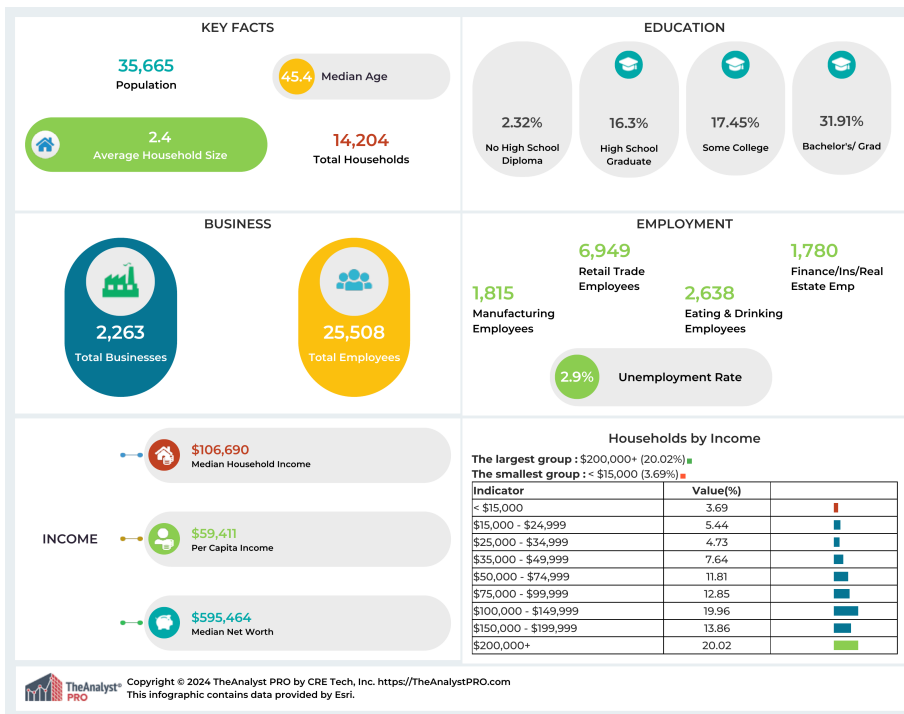 KEY FACTS
35,665
Population
45.4 Median Age
2.4
Average Household Size
14,204
Total Households
EDUCATION
2.32%
No High School
Diploma
16.3%
High School
Graduate
17.45%
Some College
31.91%
Bachelor's/ Grad
BUSINESS
2,263
Total Businesses
25,508
Total Employees
EMPLOYMENT
1,815
Manufacturing
Employees
6,949
Retail Trade
Employees
2,638
Eating & Drinking
Employees
1,780
Finance/Ins/Real
Estate Emp
2.9% Unemployment Rate
INCOME
$106,690
Median Household Income
$59,411
Per Capita Income
$595,464
Median Net Worth
Households by Income
The largest group : $200,000+ (20.02%)
The smallest group : < $15,000 (3.69%)
Indicator Value(%)
< $15,000 3.69
$15,000 - $24,999 5.44
$25,000 - $34,999 4.73
$35,000 - $49,999 7.64
$50,000 - $74,999 11.81
$75,000 - $99,999 12.85
$100,000 - $149,999 19.96
$150,000 - $199,999 13.86
$200,000+ 20.02
TheAnalyst®
PRO
Copyright © 2024 TheAnalyst PRO by CRE Tech, Inc. https://TheAnalystPRO.com
This infographic contains data provided by Esri.